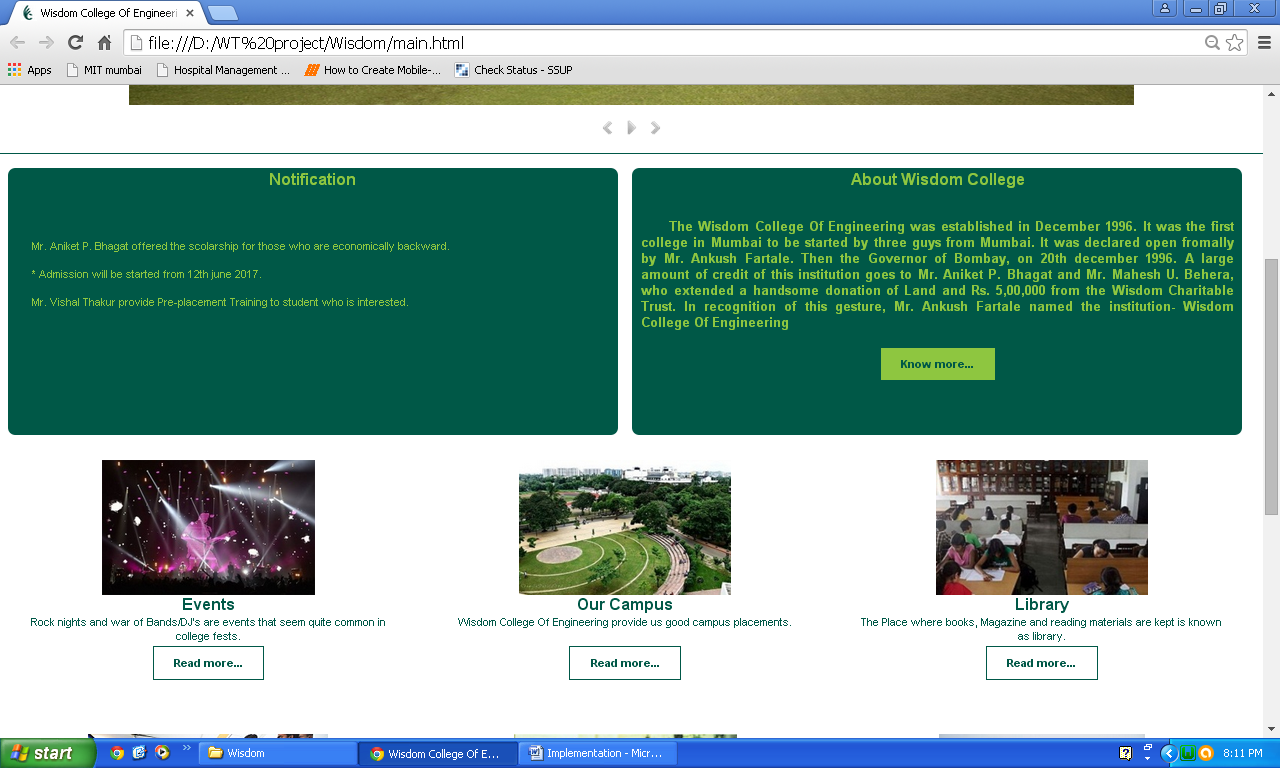 Wisdom College Of Engineeri
file:///D:/WT%20project/Wisdom/main.html
Apps
MIT mumbai
Hospital Management ...
How to Create Mobile-...
Check Status - SSUP
Notification
Mr. Aniket P. Bhagat offered the scolarship for those who are economically backward.
* Admission will be started from 12th june 2017.
Mr. Vishal Thakur provide Pre-placement Training to student who is interested.
About Wisdom College
The Wisdom College Of Engineering was established in December 1996. It was the first
college in Mumbai to be started by three guys from Mumbai. It was declared open fromally
by Mr. Ankush Fartale. Then the Governor of Bombay, on 20th december 1996. A large
amount of credit of this institution goes to Mr. Aniket P. Bhagat and Mr. Mahesh U. Behera,
who extended a handsome donation of Land and Rs. 5,00,000 from the Wisdom Charitable
Trust. In recognition of this gesture, Mr. Ankush Fartale named the institution- Wisdom
College Of Engineering
Know more...
Events
Rock nights and war of Bands/DJ's are events that seem quite common in
college fests.
Read more...
Our Campus
Wisdom College Of Engineering provide us good campus placements.
Read more...
Library
The Place where books, Magazine and reading materials are kept is known
as library.
Read more...
start
Wisdom
Wisdom College Of E...
Implementation - Micr...
8:11 PM